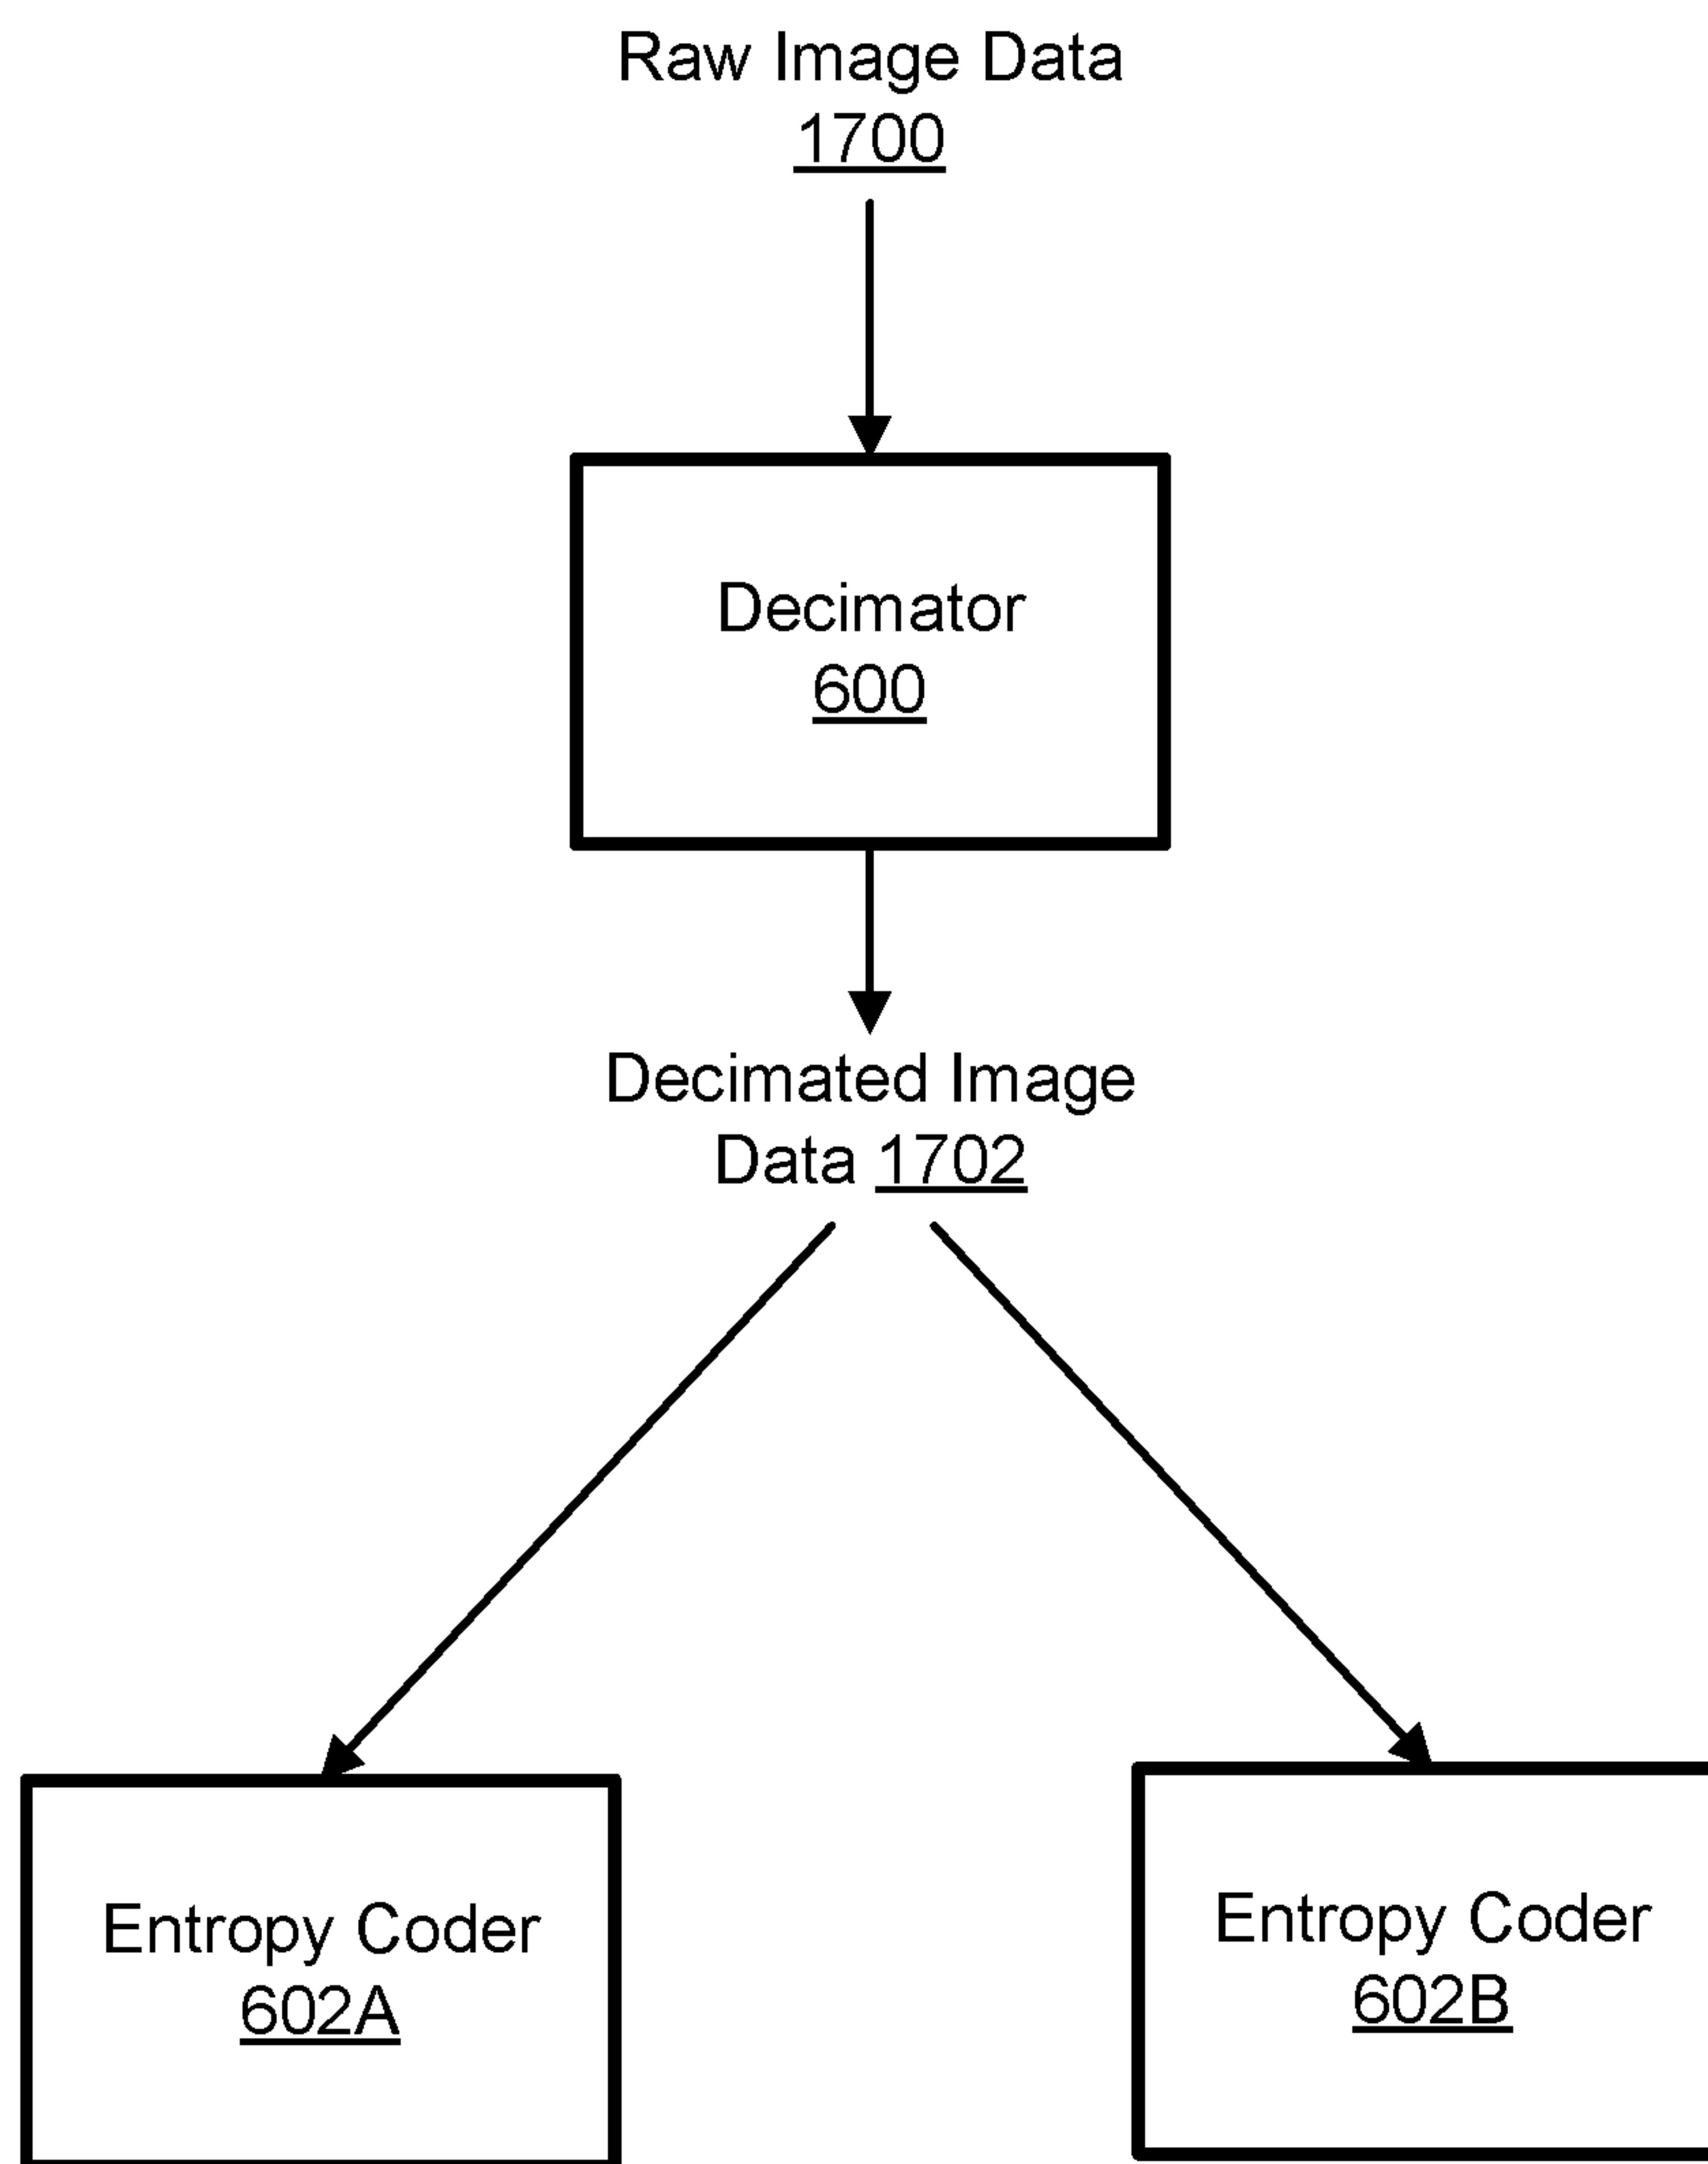 Raw Image Data
1700
Decimator
600
Decimated Image
Data 1702
Entropy Coder
602A
Entropy Coder
602B